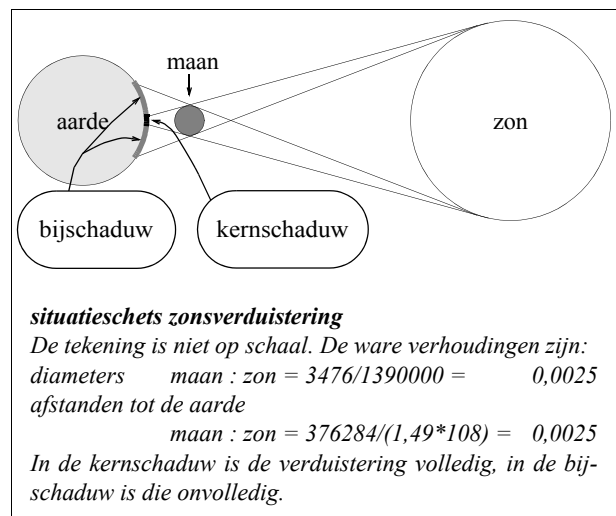 maan
aarde
zon
bijschaduw
kernschaduw
situatieschets zonsverduistering
De tekening is niet op schaal. De ware verhoudingen zijn:
diameters maan : zon = 3476/1390000 = 0,0025
afstanden tot de aarde
maan : zon = 376284/(1,49*108) = 0,0025
In de kernschaduw is de verduistering volledig, in de bij-
schaduw is die onvolledig.